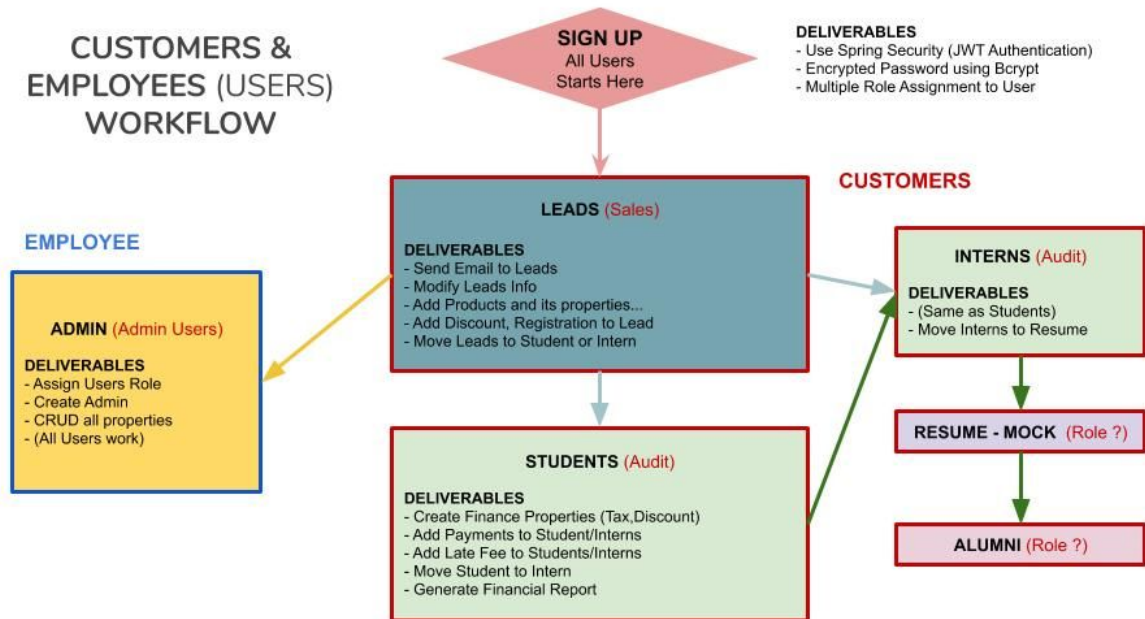 CUSTOMERS &
EMPLOYEES (USERS)
WORKFLOW
SIGN UP
All Users
Starts Here
DELIVERABLES
- Use Spring Security (JWT Authentication)
- Encrypted Password using Bcrypt
- Multiple Role Assignment to User
CUSTOMERS
LEADS (Sales)
DELIVERABLES
- Send Email to Leads
- Modify Leads Info
- Add Products and its properties...
- Add Discount, Registration to Lead
- Move Leads to Student or Intern
EMPLOYEE
ADMIN (Admin Users)
DELIVERABLES
- Assign Users Role
- Create Admin
- CRUD all properties
- (All Users work)
INTERNS (Audit)
DELIVERABLES
- (Same as Students)
- Move Interns to Resume
RESUME - MOCK (Role ?)
ALUMNI (Role ?)
STUDENTS (Audit)
DELIVERABLES
- Create Finance Properties (Tax,Discount)
- Add Payments to Student/Interns
- Add Late Fee to Students/Interns
- Move Student to Intern
- Generate Financial Report